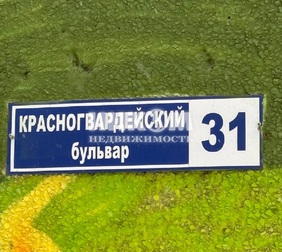 КРАСНОГВАРДЕЙСКИЙ
бульвар
31
НЕДВИЖИМОСТЬ